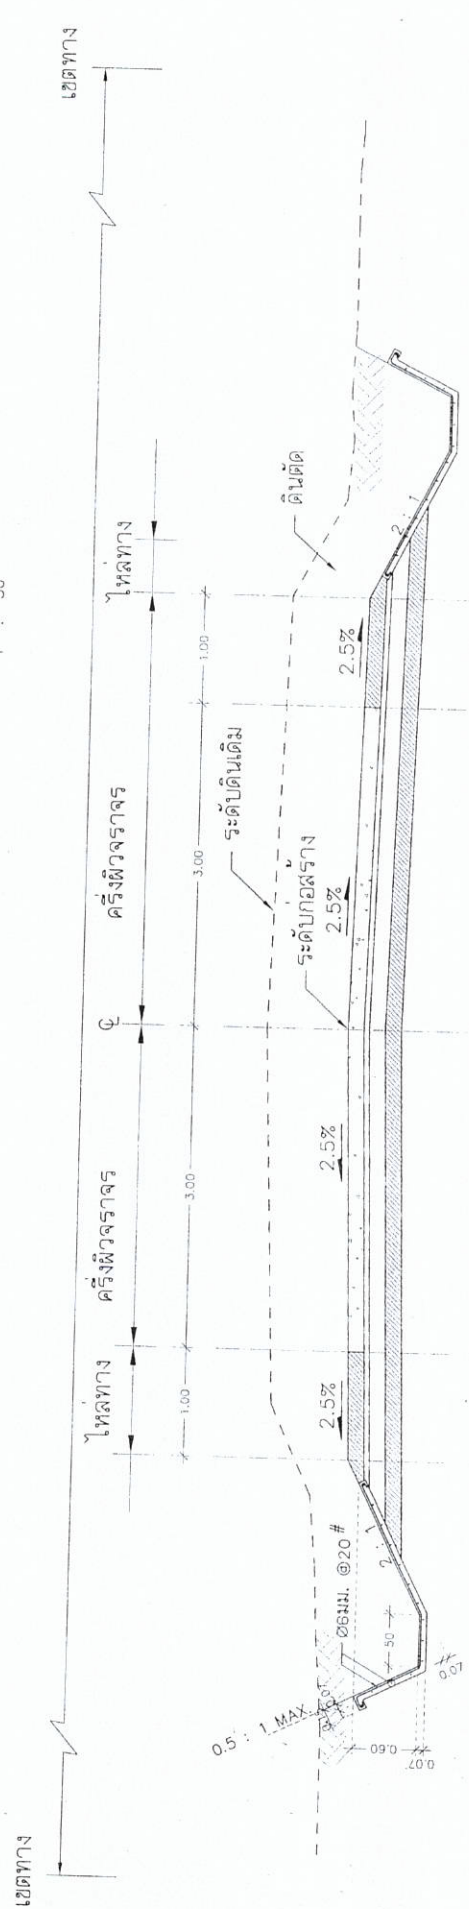 เขตทาง
เขตทาง
ไหล่ทาง
ครึ่งผิวจราจร
℄
ครึ่งผิวจราจร
ไหล่ทาง
1.00
3.00
3.00
1.00
ระดับดินเดิม
ดินตัด
ระดับก่อสร้าง
2.5%
2.5%
2.5%
2.5%
0.5 : 1 MAX.
Ø6มม. @20#
2 : 1
2 : 1
50
0.60
0.07
0.07